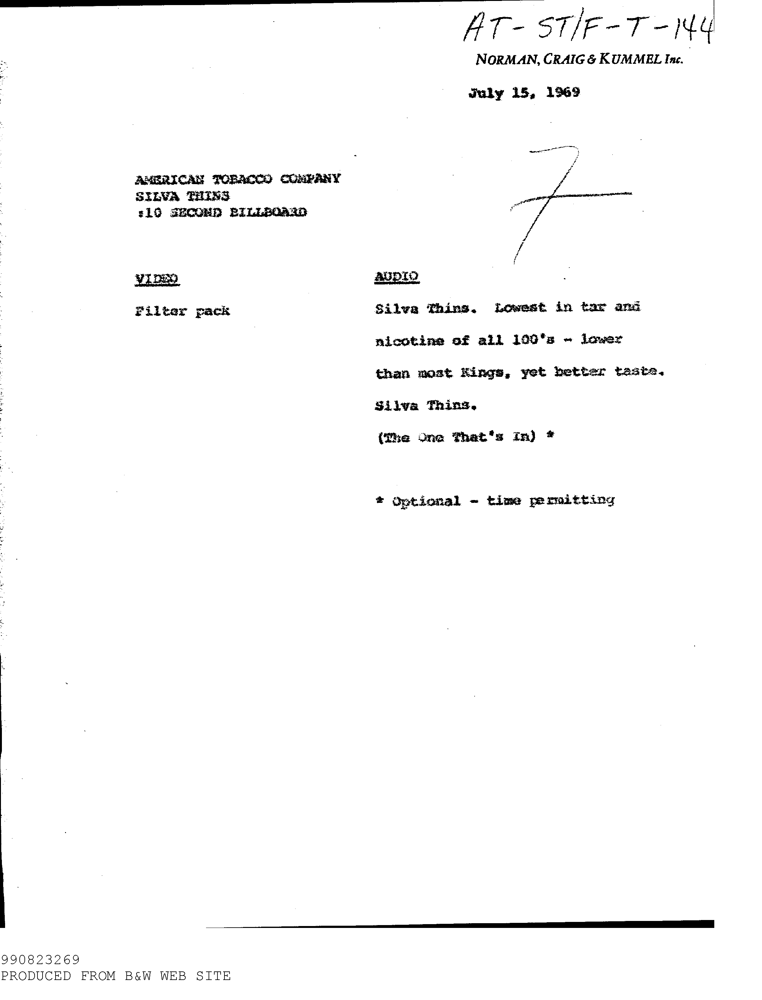 AT-ST/F-T-144
NORMAN, CRAIG & KUMMEL Inc.
July 15, 1969
7
AMERICAN TOBACCO COMPANY
SILVA THINS
:10 SECOND BILLBOARD
VIDEO
Filter pack
AUDIO
Silva Thins. Lowest in tar and
nicotine of all 100's - lower
than most Kings, yet better taste.
Silva Thins.
(The One That's In) *
* Optional - time permitting
990823269
PRODUCED FROM B&W WEB SITE